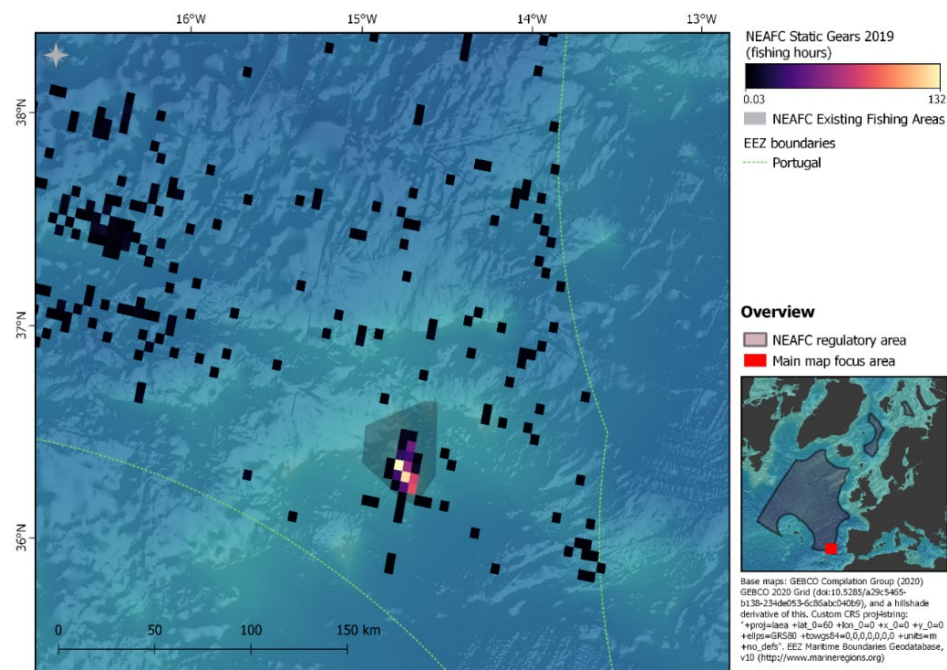 16°W
15°W
14°W
13°W
38°N
37°N
36°N
0
50
100
150 km
NEAFC Static Gears 2019
(fishing hours)
0.03
132
NEAFC Existing Fishing Areas
EEZ boundaries
Portugal
Overview
NEAFC regulatory area
Main map focus area
Base maps: GEBCO Compilation Group (2020)
GEBCO 2020 Grid (doi:10.5285/a29c5465-
b138-234de053-6c86abc040b9), and a hillshade
derivative of this. Custom CRS proj4string:
"+proj=laea +lat_0=60 +lon_0=0 +x_0=0 +y_0=0
+ellps=GRS80 +towgs84=0,0,0,0,0,0,0 +units=m
+no_defs". EEZ Maritime Boundaries Geodatabase,
v10 (http://www.marineregions.org)